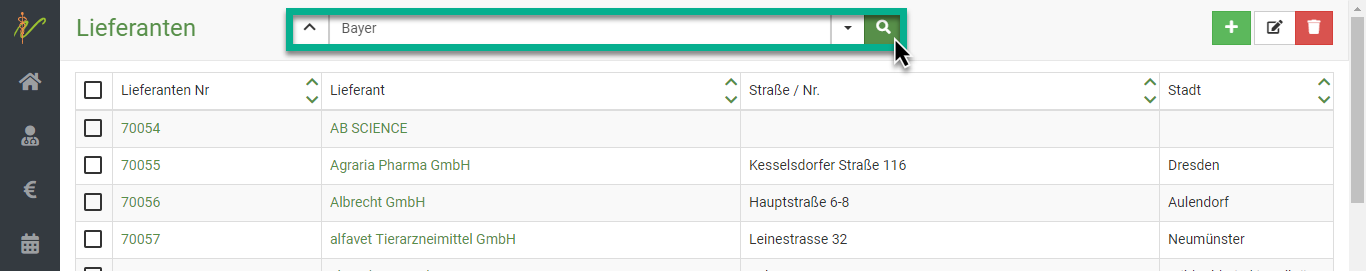 Lieferanten
Bayer
Lieferanten Nr Lieferant Straße / Nr. Stadt
70054 AB SCIENCE
70055 Agraria Pharma GmbH Kesselsdorfer Straße 116 Dresden
70056 Albrecht GmbH Hauptstraße 6-8 Aulendorf
70057 alfavet Tierarzneimittel GmbH Leinestrasse 32 Neumünster